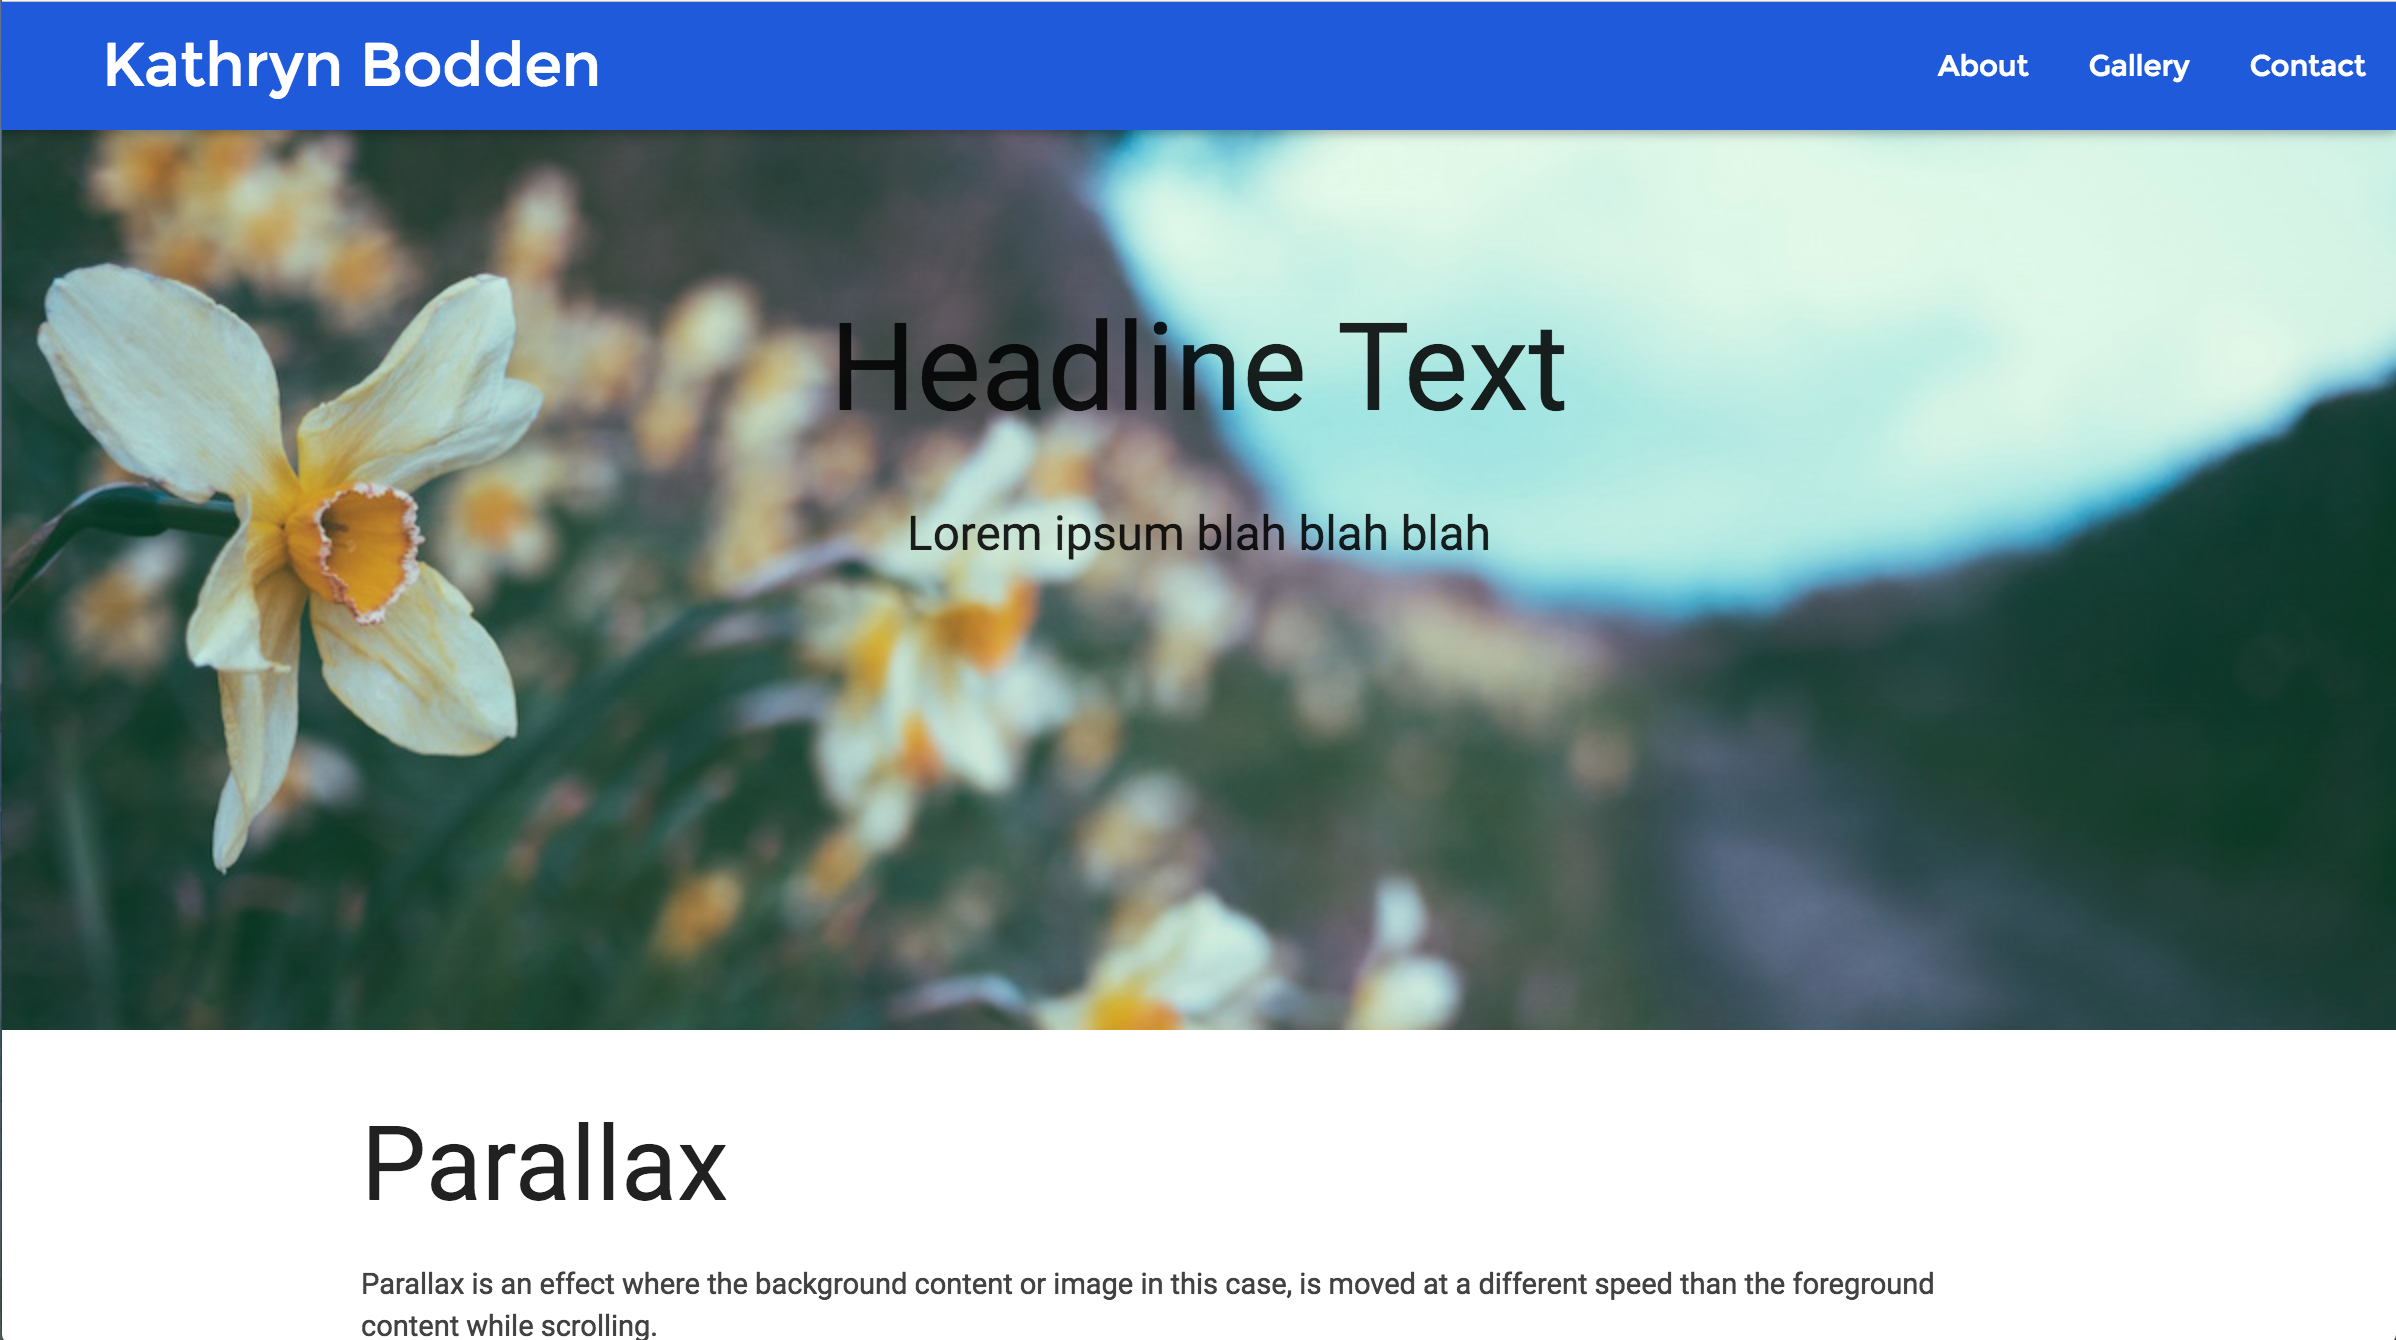 Kathryn Bodden
About Gallery Contact
Headline Text
Lorem ipsum blah blah blah
Parallax
Parallax is an effect where the background content or image in this case, is moved at a different speed than the foreground
content while scrolling.